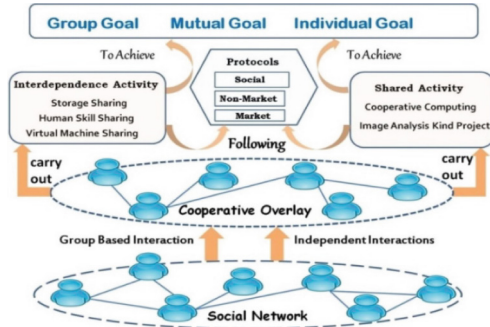 Group Goal Mutual Goal Individual Goal
To Achieve
To Achieve
Protocols
Social
Non-Market
Market
Interdependence Activity
Storage Sharing
Human Skill Sharing
Virtual Machine Sharing
Shared Activity
Cooperative Computing
Image Analysis Kind Project
Following
carry
out
carry
out
Cooperative Overlay
Group Based Interaction
Independent Interactions
Social Network